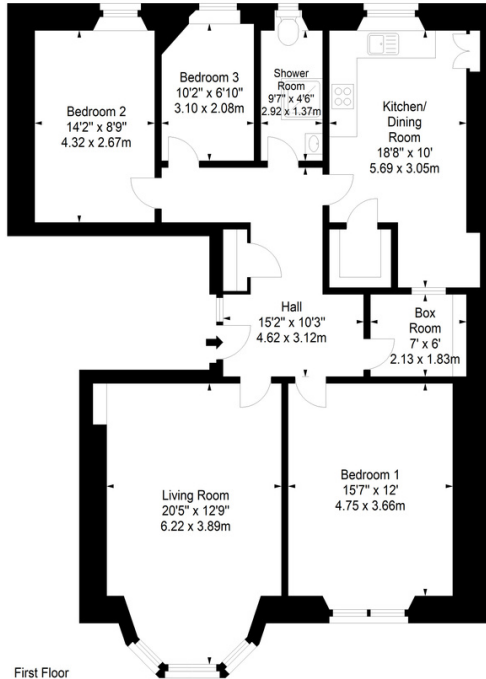 Bedroom 2
14'2" x 8'9"
4.32 x 2.67m
Bedroom 3
10'2" x 6'10"
3.10 x 2.08m
Shower
Room
9'7" x 4'6"
2.92 x 1.37m
Kitchen/
Dining
Room
18'8" x 10'
5.69 x 3.05m
Hall
15'2" x 10'3"
4.62 x 3.12m
Box
Room
7' x 6'
2.13 x 1.83m
Living Room
20'5" x 12'9"
6.22 x 3.89m
Bedroom 1
15'7" x 12'
4.75 x 3.66m
First Floor